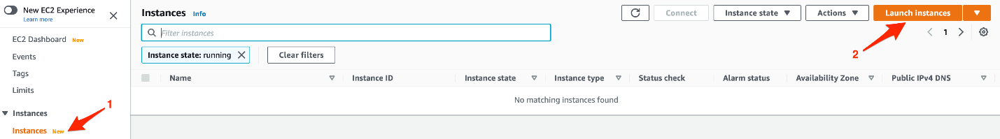 New EC2 Experience
Learn more
EC2 Dashboard New
Events
Tags
Limits
Instances
Instances New
1
Instances Info
Connect
Instance state
Actions
Launch instances
Filter instances
1
2
Instance state: running
Clear filters
Name Instance ID Instance state Instance type Status check Alarm status Availability Zone Public IPv4 DNS
No matching instances found